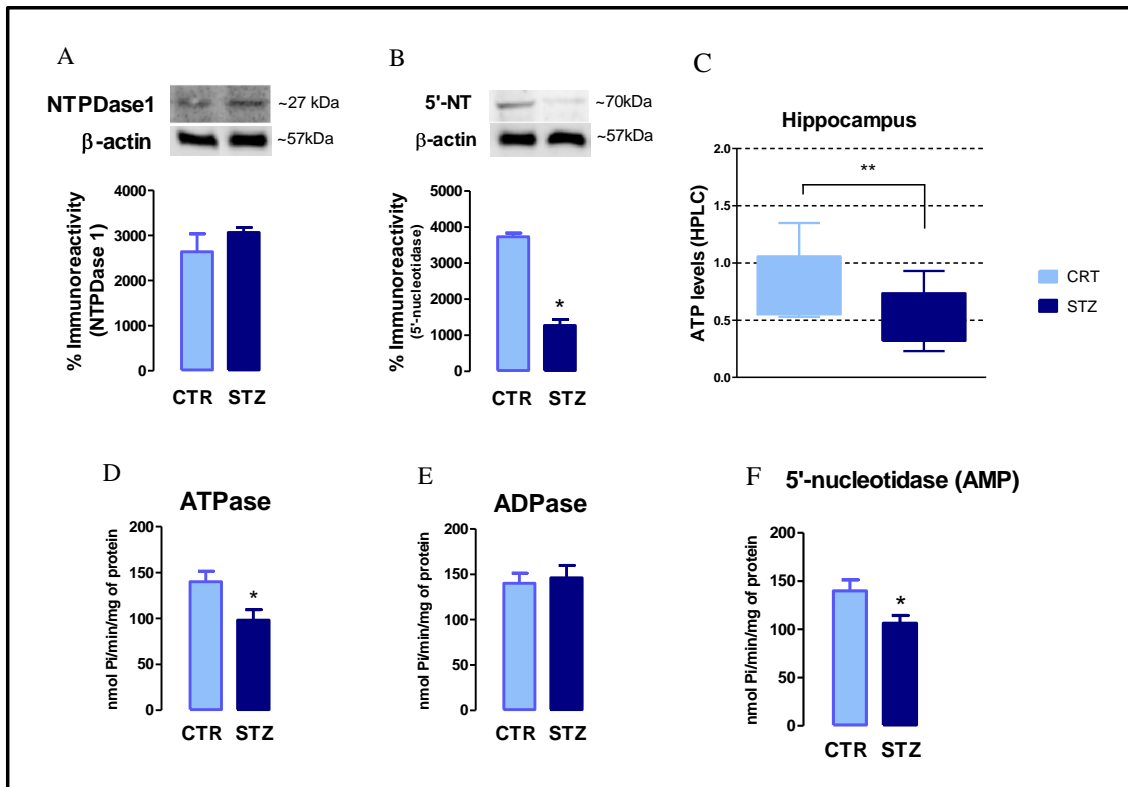 A
NTPDase1
~27 kDa
β-actin
~57kDa
% Immunoreactivity
(NTPDase 1)
4000
3000
2000
1000
0
CTR STZ
B
5'-NT
~70kDa
β-actin
~57kDa
% Immunoreactivity
(5'-nucleotidase)
5000
4000
3000
2000
1000
0
*
CTR STZ
C
Hippocampus
ATP levels (HPLC)
2.0
1.5
1.0
0.5
0.0
**
CRT
STZ
D
ATPase
nmol Pi/min/mg of protein
200
150
100
50
0
*
CTR STZ
E
ADPase
nmol Pi/min/mg of protein
200
150
100
50
0
CTR STZ
F
5'-nucleotidase (AMP)
nmol Pi/min/mg of protein
200
150
100
50
0
*
CTR STZ